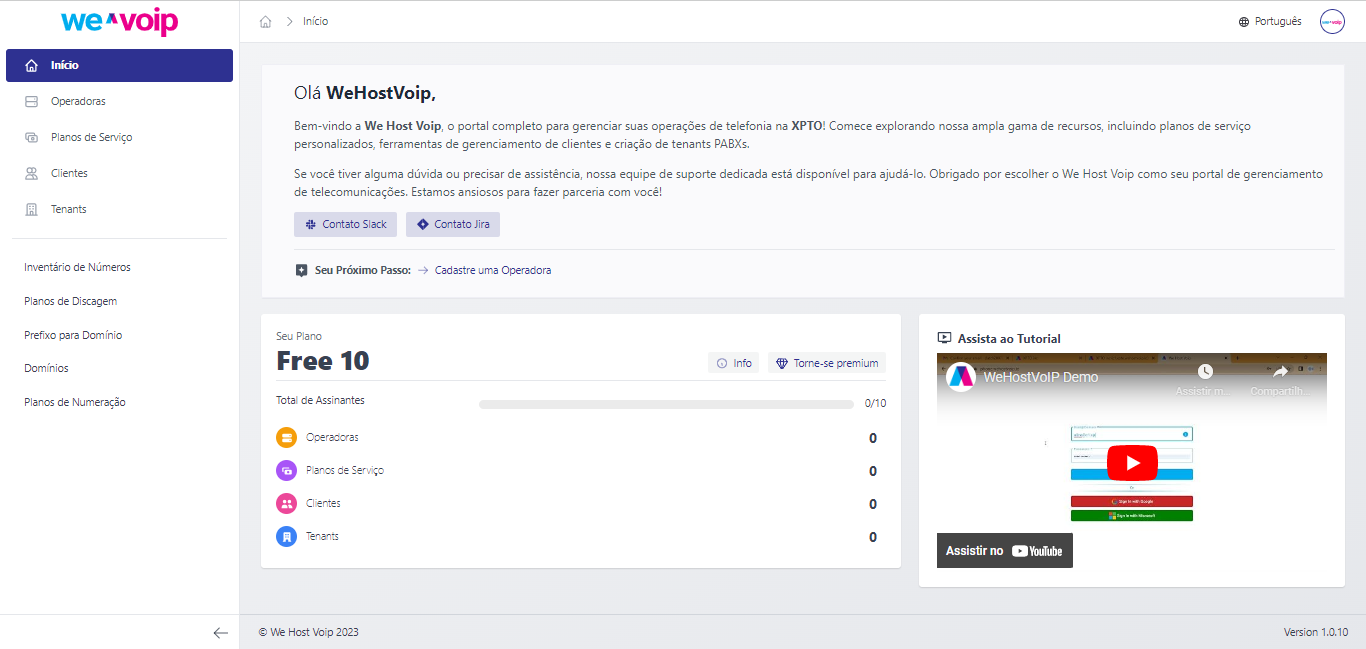 we voip
Início
Português
Início
Operadoras
Planos de Serviço
Clientes
Tenants
Inventário de Números
Planos de Discagem
Prefixo para Domínio
Domínios
Planos de Numeração
Olá WeHostVoip,
Bem-vindo a We Host Voip, o portal completo para gerenciar suas operações de telefonia na XPTO! Comece explorando nossa ampla gama de recursos, incluindo planos de serviço
personalizados, ferramentas de gerenciamento de clientes e criação de tenants PABXs.
Se você tiver alguma dúvida ou precisar de assistência, nossa equipe de suporte dedicada está disponível para ajudá-lo. Obrigado por escolher o We Host Voip como seu portal de gerenciamento
de telecomunicações. Estamos ansiosos para fazer parceria com você!
Contato Slack Contato Jira
Seu Próximo Passo: Cadastre uma Operadora
Seu Plano
Free 10
Info Torne-se premium
Total de Assinantes 0/10
Operadoras 0
Planos de Serviço 0
Clientes 0
Tenants 0
Assista ao Tutorial
WeHostVoIP Demo
Assistir m... Compartilh...
Sign in with Google
Sign in with Microsoft
Assistir no YouTube
© We Host Voip 2023
Version 1.0.10